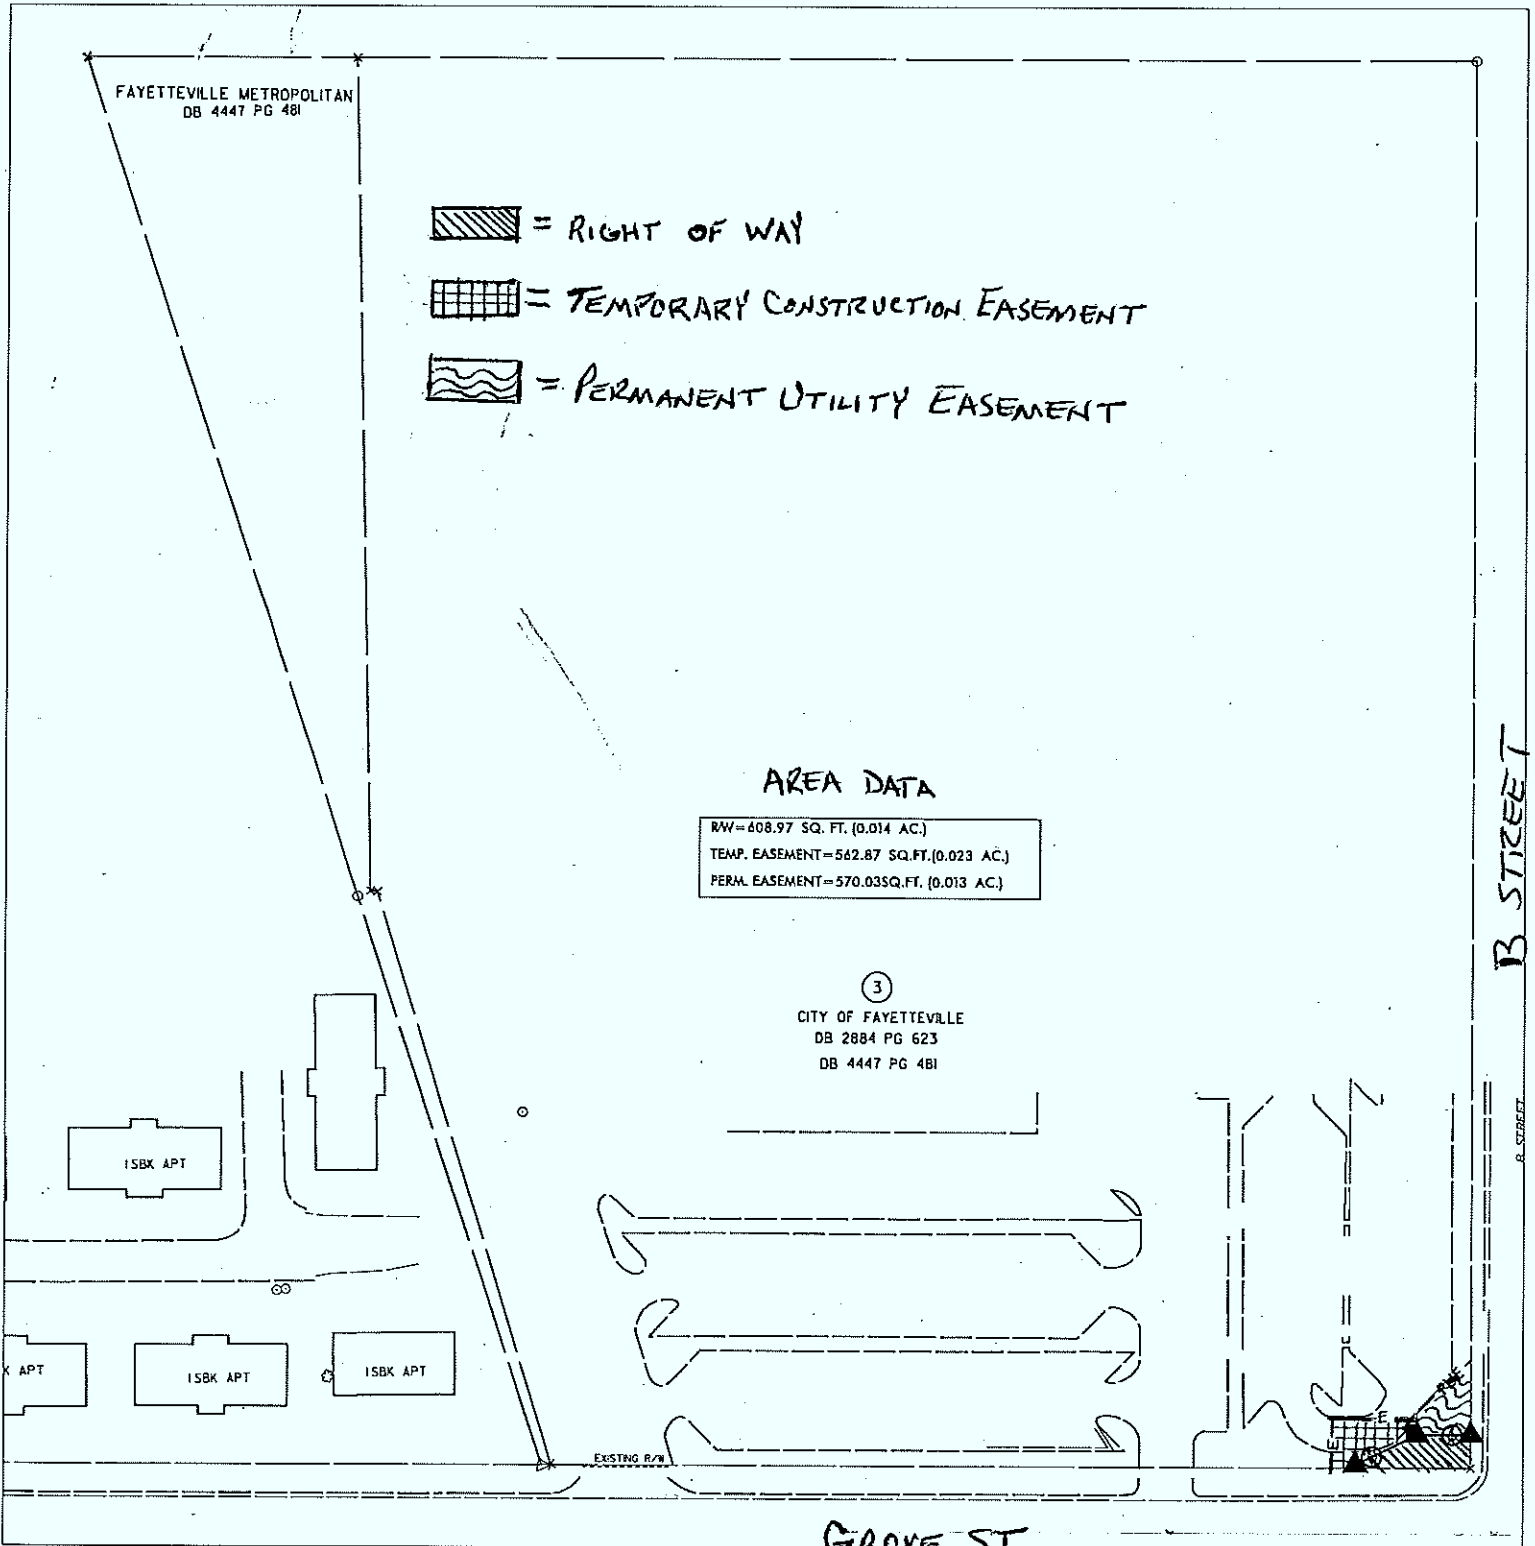 FAYETTEVILLE METROPOLITAN
DB 4447 PG 481
= RIGHT OF WAY
= TEMPORARY CONSTRUCTION EASEMENT
= PERMANENT UTILITY EASEMENT
AREA DATA
R/W=608.97 SQ. FT. (0.014 AC.)
TEMP. EASEMENT=562.87 SQ.FT.(0.023 AC.)
PERM. EASEMENT=570.03SQ.FT. (0.013 AC.)
B STREET
3
CITY OF FAYETTEVILLE
DB 2884 PG 623
DB 4447 PG 481
B STREET
1SBK APT
K APT
1SBK APT
1SBK APT
PUE
E
E
EXISTING R/W
GROVE ST